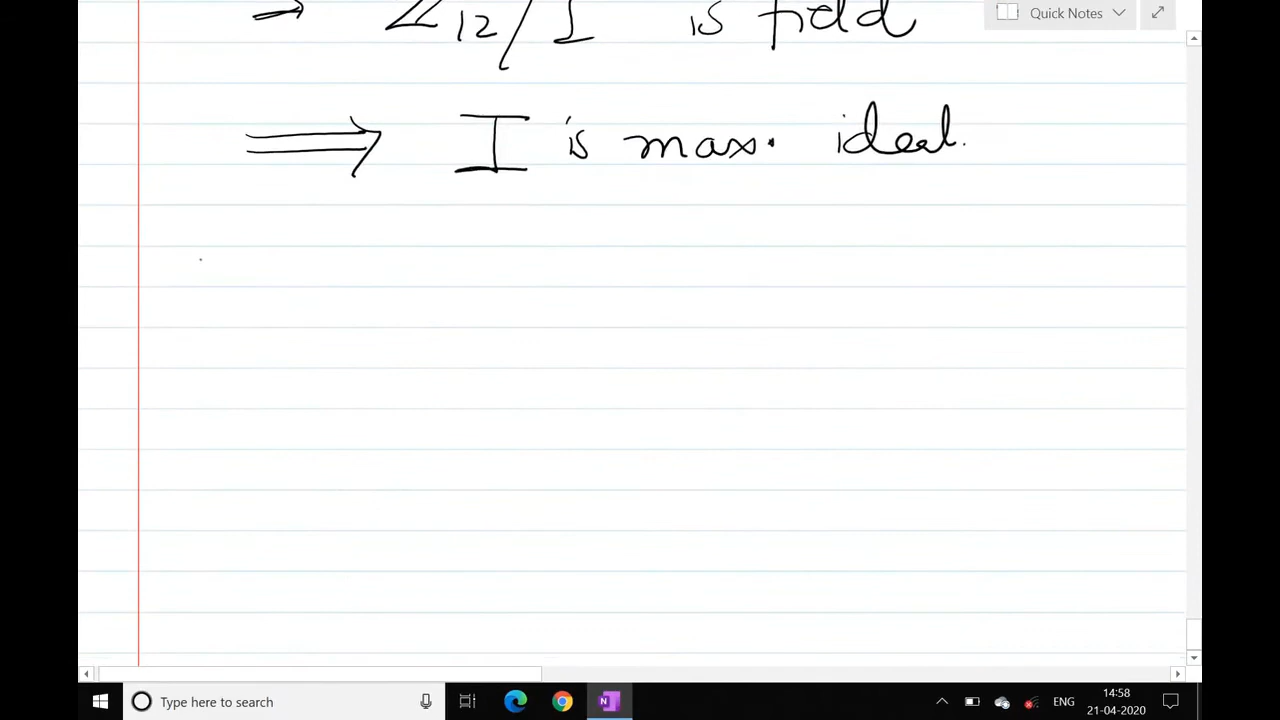 Quick Notes
→ Z₁₂/I is field
⟹ I is max. ideal.
Type here to search
ENG
14:58
21-04-2020